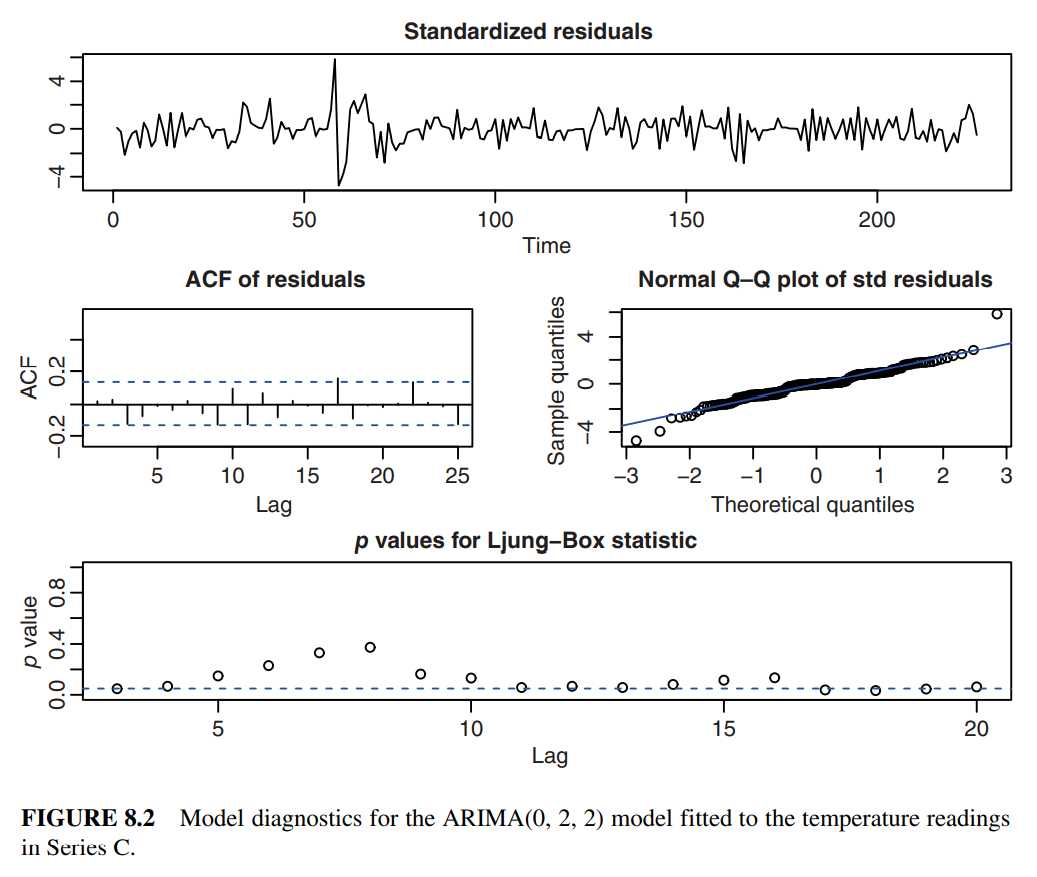 Standardized residuals
4
0
−4
0 50 100 150 200
Time
ACF of residuals
ACF
0.2
−0.2
5 10 15 20 25
Lag
Normal Q–Q plot of std residuals
Sample quantiles
4
0
−4
−3 −2 −1 0 1 2 3
Theoretical quantiles
p values for Ljung–Box statistic
p value
0.8
0.4
0.0
5 10 15 20
Lag
FIGURE 8.2 Model diagnostics for the ARIMA(0, 2, 2) model fitted to the temperature readings
in Series C.